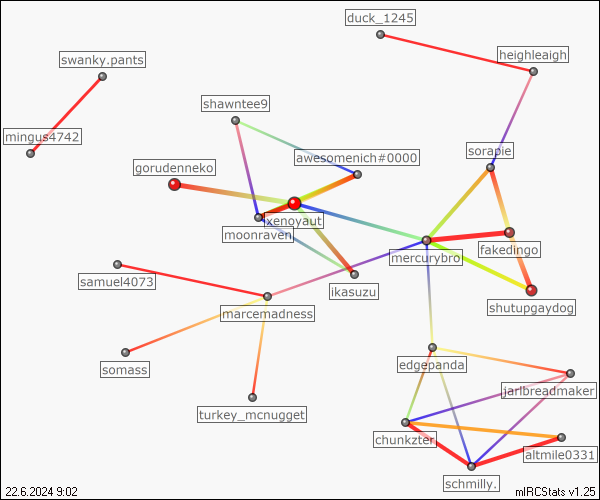 duck_1245
heighleaigh
swanky.pants
shawntee9
mingus4742
awesomenich#0000
sorapie
gorudenneko
xenoyaut
moonraven
mercurybro
fakedingo
samuel4073
ikasuzu
marcemadness
shutupgaydog
edgepanda
somass
jarlbreadmaker
turkey_mcnugget
chunkzter
altmile0331
schmilly.
22.6.2024 9:02
mIRCStats v1.25